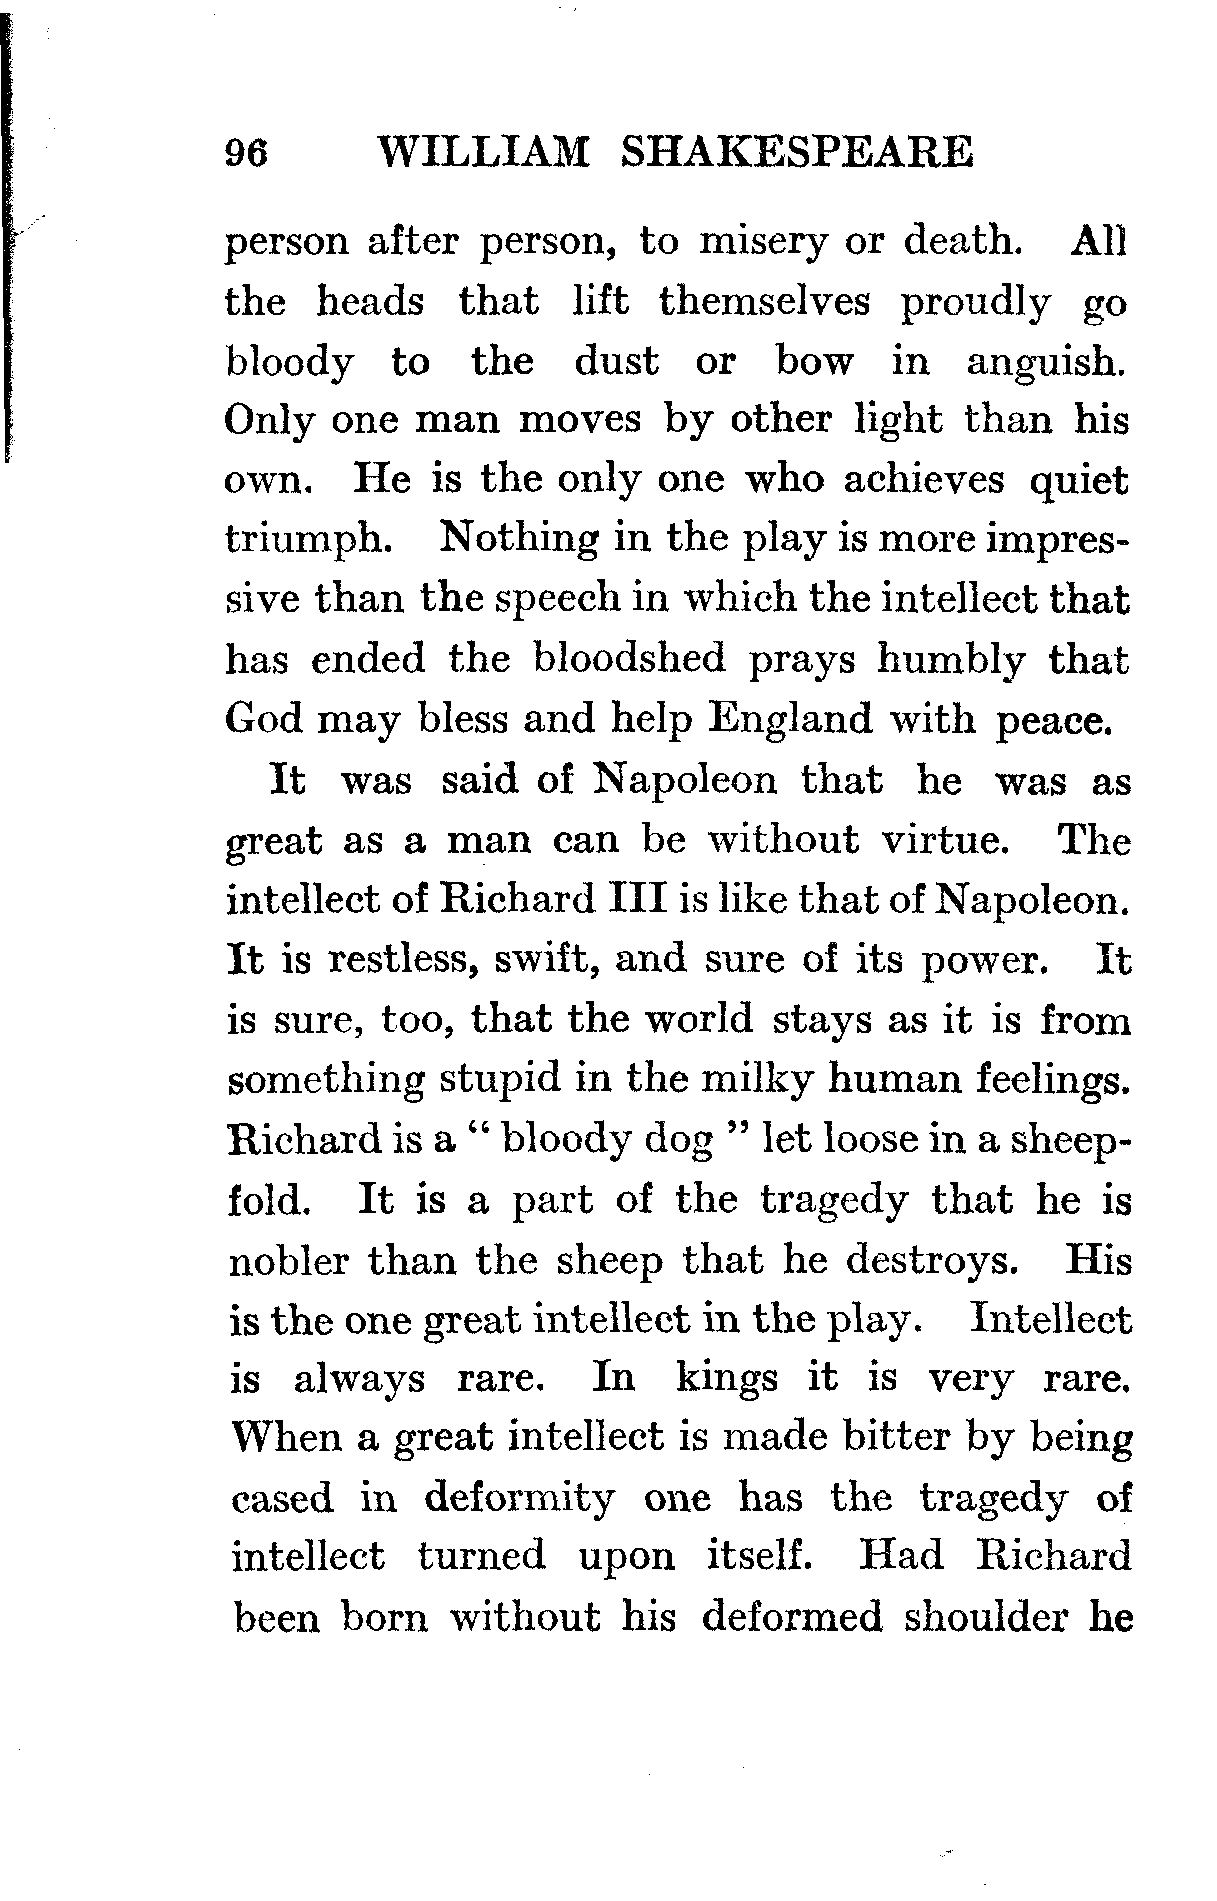 96 WILLIAM SHAKESPEARE
person after person, to misery or death. All
the heads that lift themselves proudly go
bloody to the dust or bow in anguish.
Only one man moves by other light than his
own. He is the only one who achieves quiet
triumph. Nothing in the play is more impres-
sive than the speech in which the intellect that
has ended the bloodshed prays humbly that
God may bless and help England with peace.
It was said of Napoleon that he was as
great as a man can be without virtue. The
intellect of Richard III is like that of Napoleon.
It is restless, swift, and sure of its power. It
is sure, too, that the world stays as it is from
something stupid in the milky human feelings.
Richard is a “ bloody dog ” let loose in a sheep-
fold. It is a part of the tragedy that he is
nobler than the sheep that he destroys. His
is the one great intellect in the play. Intellect
is always rare. In kings it is very rare.
When a great intellect is made bitter by being
cased in deformity one has the tragedy of
intellect turned upon itself. Had Richard
been born without his deformed shoulder he